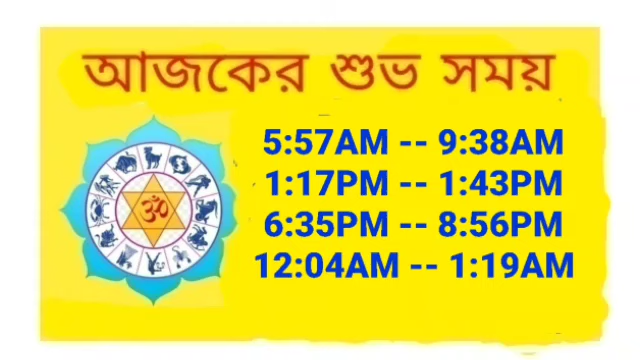 আজকের শুভ সময়
5:57AM -- 9:38AM
1:17PM -- 1:43PM
6:35PM -- 8:56PM
12:04AM -- 1:19AM
ॐ